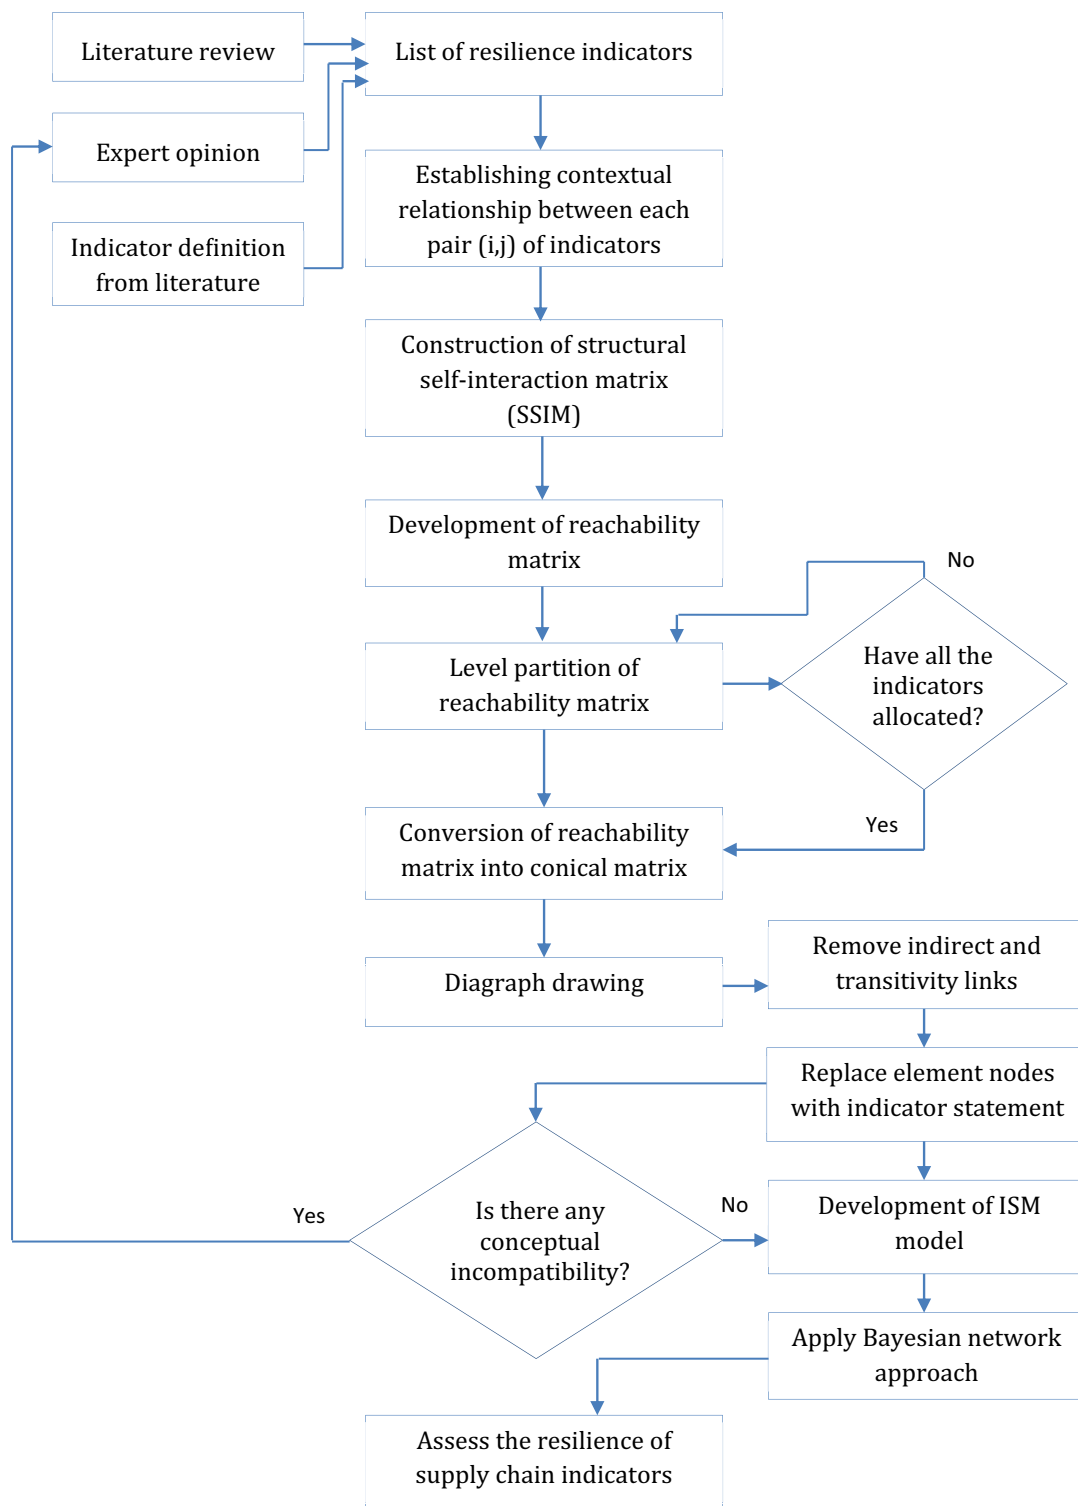 Literature review
List of resilience indicators
Expert opinion
Indicator definition
from literature
Establishing contextual
relationship between each
pair (i,j) of indicators
Construction of structural
self-interaction matrix
(SSIM)
Development of reachability
matrix
No
Have all the
indicators
allocated?
Level partition of
reachability matrix
Yes
Conversion of reachability
matrix into conical matrix
Diagraph drawing
Remove indirect and
transitivity links
Replace element nodes
with indicator statement
Yes
Is there any
conceptual
incompatibility?
No
Development of ISM
model
Apply Bayesian network
approach
Assess the resilience of
supply chain indicators